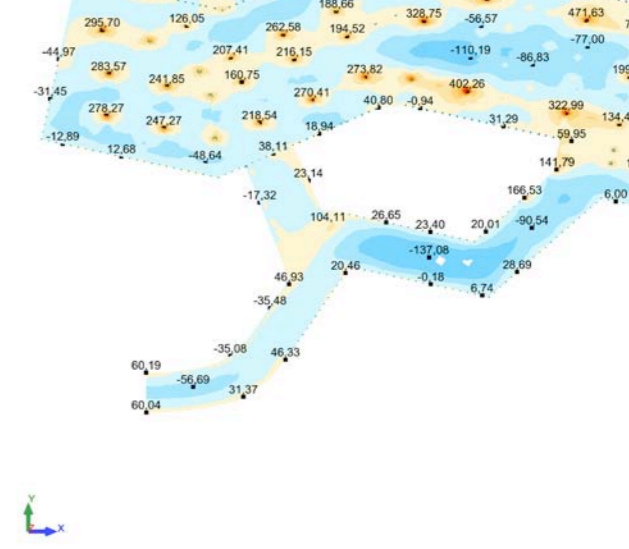 188,66
295,70 126,05 262,58 194,52 328,75 -56,57 471,63
-44,97 207,41 216,15 -110,19 -86,83 -77,00
283,57 241,85 160,75 273,82 402,26 199
-31,45 278,27 247,27 218,54 270,41 40,80 -0,94 31,29 322,99 134,4
-12,89 12,68 -48,64 38,11 18,94 59,95
23,14 141,79
-17,32 166,53 6,00
104,11 26,65 23,40 20,01 -90,54
-137,08
46,93 20,46 -0,18 6,74 28,69
-35,48
-35,08 46,33
60,19
-56,69 31,37
60,04
Y
Z X